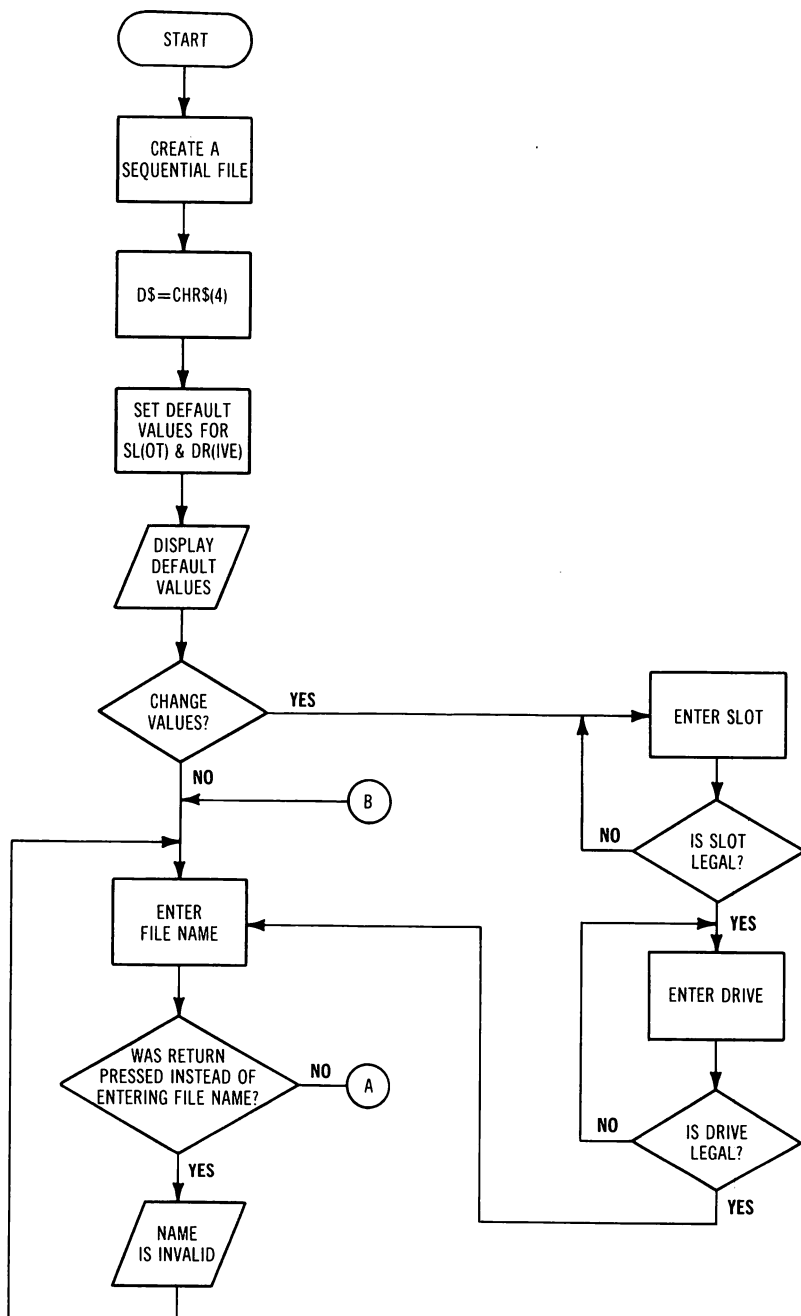 START
CREATE A
SEQUENTIAL FILE
D$=CHR$(4)
SET DEFAULT
VALUES FOR
SL(OT) & DR(IVE)
DISPLAY
DEFAULT
VALUES
CHANGE
VALUES?
YES
NO
B
ENTER SLOT
IS SLOT
LEGAL?
NO
YES
ENTER
FILE NAME
ENTER DRIVE
WAS RETURN
PRESSED INSTEAD OF
ENTERING FILE NAME?
NO
A
YES
IS DRIVE
LEGAL?
NO
YES
NAME
IS INVALID